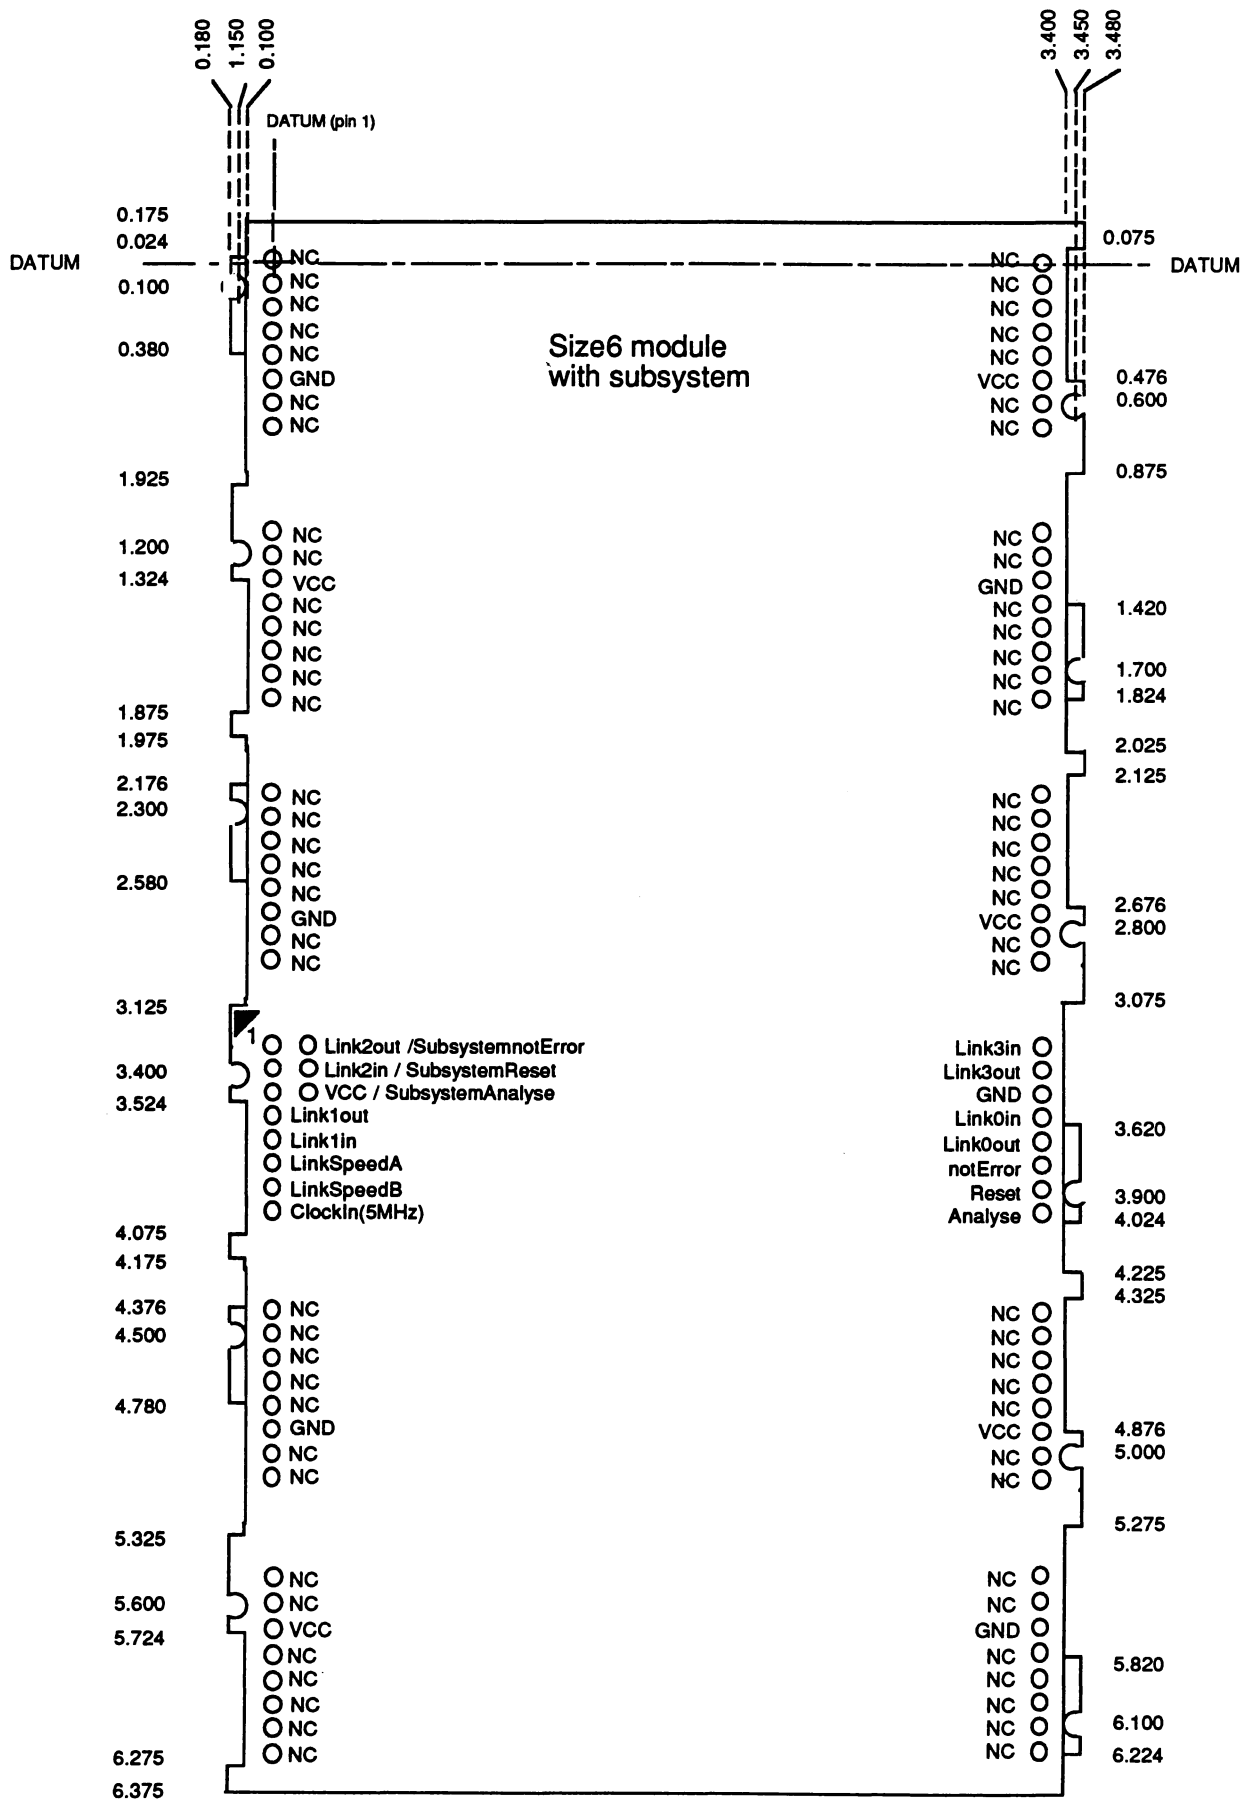 0.180
1.150
0.100
3.400
3.450
3.480
DATUM (pin 1)
0.175
0.024
0.075
DATUM
NC
NC
DATUM
0.100
NC
NC
NC
NC
NC
NC
Size6 module
0.380
NC
NC
with subsystem
GND
VCC
0.476
NC
NC
0.600
NC
NC
1.925
0.875
NC
NC
1.200
NC
NC
1.324
VCC
GND
NC
NC
1.420
NC
NC
NC
NC
1.700
NC
NC
1.824
NC
NC
1.875
1.975
2.025
2.125
2.176
NC
NC
2.300
NC
NC
NC
NC
NC
NC
2.580
NC
NC
2.676
GND
VCC
2.800
NC
NC
NC
NC
3.125
3.075
1
Link2out /SubsystemnotError
Link3in
3.400
Link2in / SubsystemReset
Link3out
VCC / SubsystemAnalyse
GND
3.524
Link1out
Link0in
3.620
Link1in
Link0out
LinkSpeedA
notError
LinkSpeedB
Reset
3.900
ClockIn(5MHz)
Analyse
4.024
4.075
4.175
4.225
4.325
4.376
NC
NC
4.500
NC
NC
NC
NC
NC
NC
4.780
NC
NC
GND
VCC
4.876
NC
NC
5.000
NC
NC
5.325
5.275
NC
NC
5.600
NC
NC
5.724
VCC
GND
NC
NC
5.820
NC
NC
NC
NC
NC
NC
6.100
6.275
NC
NC
6.224
6.375